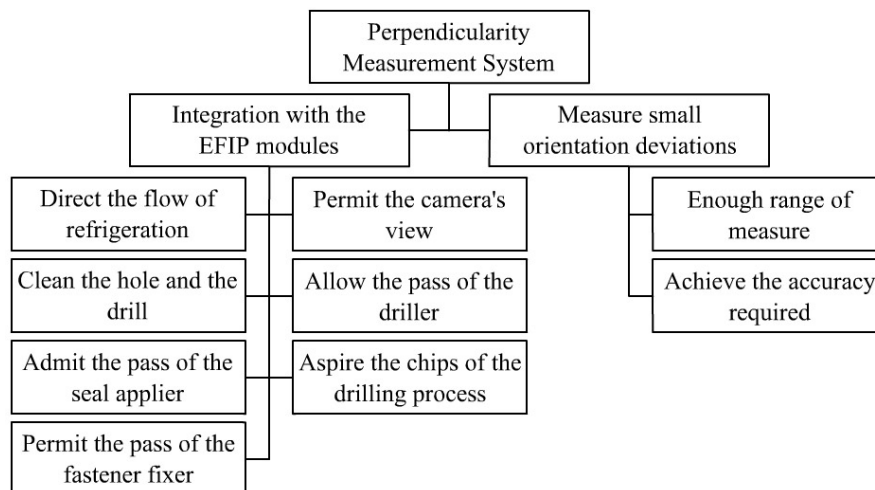 Perpendicularity
Measurement System
Integration with the
EFIP modules
Measure small
orientation deviations
Direct the flow of
refrigeration
Permit the camera's
view
Enough range of
measure
Clean the hole and the
drill
Allow the pass of the
driller
Achieve the accuracy
required
Admit the pass of the
seal applier
Aspire the chips of the
drilling process
Permit the pass of the
fastener fixer